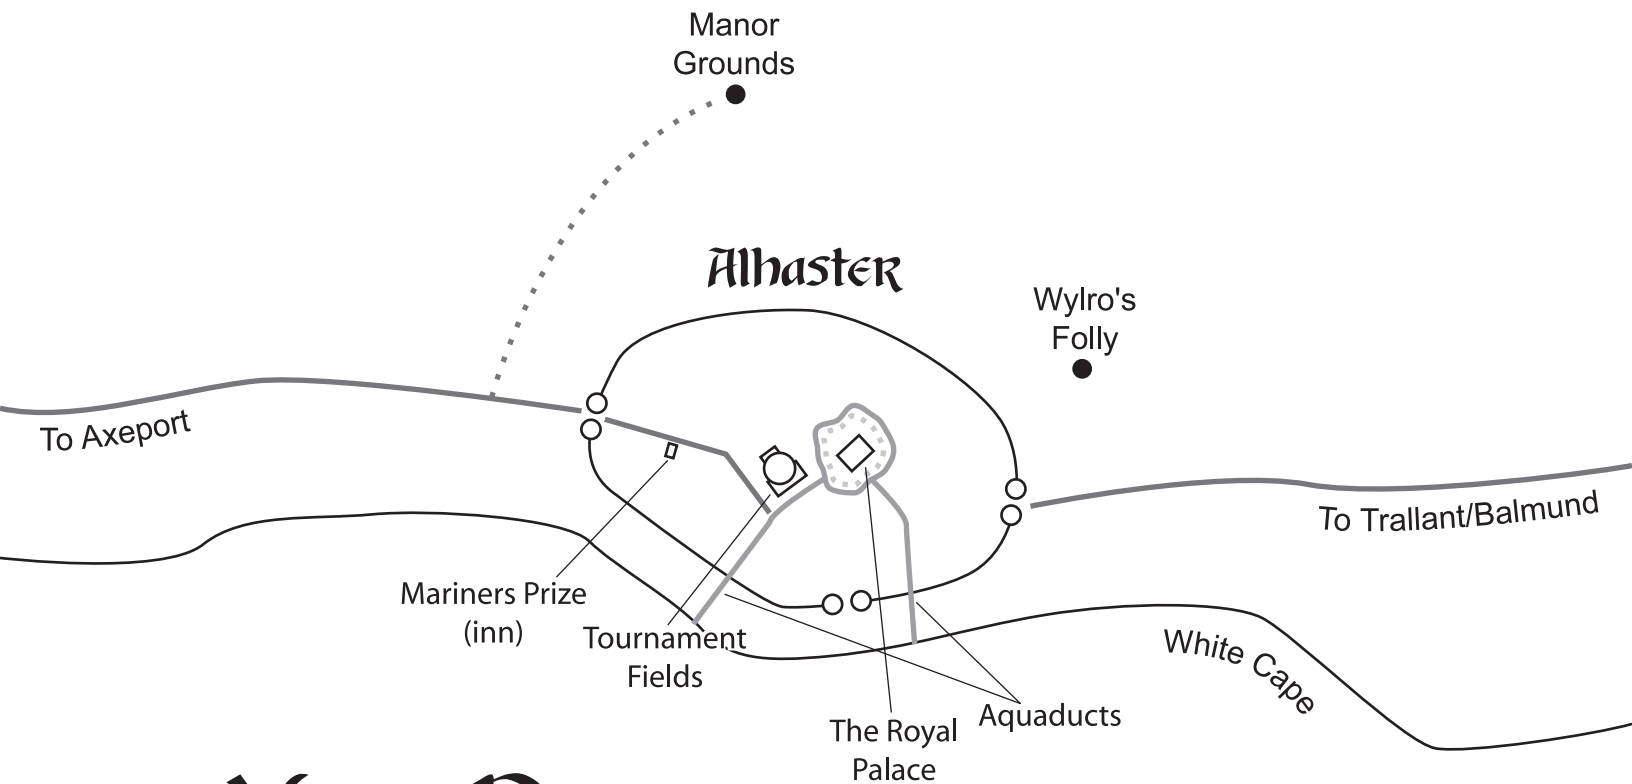 Manor
Grounds
Alhaster
Wylro's
Folly
To Axeport
To Trallant/Balmund
Mariners Prize
(inn)
Tournament
Fields
White Cape
Aquaducts
The Royal
Palace